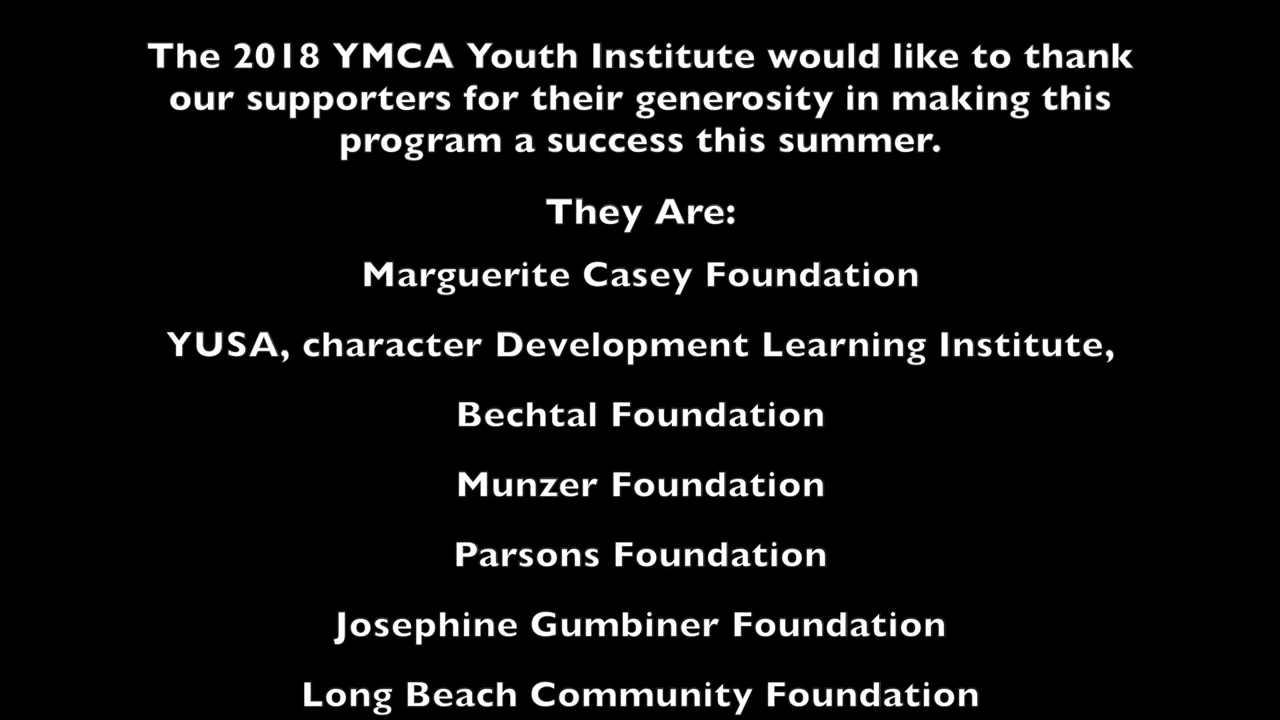 The 2018 YMCA Youth Institute would like to thank
our supporters for their generosity in making this
program a success this summer.
They Are:
Marguerite Casey Foundation
YUSA, character Development Learning Institute,
Bechtal Foundation
Munzer Foundation
Parsons Foundation
Josephine Gumbiner Foundation
Long Beach Community Foundation